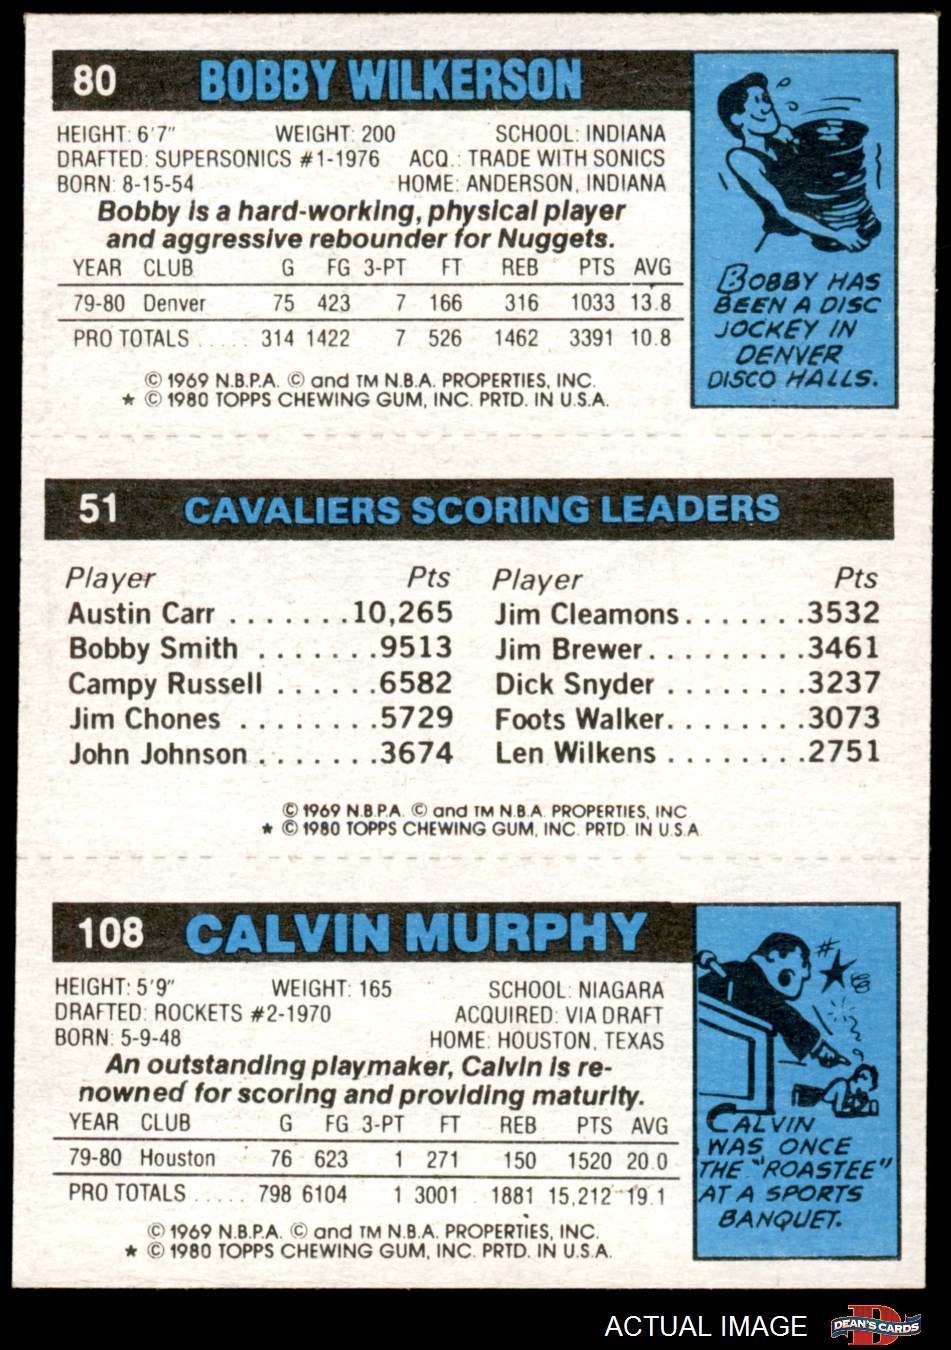 80 BOBBY WILKERSON
HEIGHT: 6'7" WEIGHT: 200 SCHOOL: INDIANA
DRAFTED: SUPERSONICS #1-1976 ACQ.: TRADE WITH SONICS
BORN: 8-15-54 HOME: ANDERSON, INDIANA
Bobby is a hard-working, physical player
and aggressive rebounder for Nuggets.
YEAR CLUB G FG 3-PT FT REB PTS AVG
79-80 Denver 75 423 7 166 316 1033 13.8
PRO TOTALS ..... 314 1422 7 526 1462 3391 10.8
© 1969 N.B.P.A. © and TM N.B.A. PROPERTIES, INC.
* © 1980 TOPPS CHEWING GUM, INC. PRTD. IN U.S.A.
BOBBY HAS
BEEN A DISC
JOCKEY IN
DENVER
DISCO HALLS.
51 CAVALIERS SCORING LEADERS
Player Pts Player Pts
Austin Carr .......10,265 Jim Cleamons.......3532
Bobby Smith .......9513 Jim Brewer.........3461
Campy Russell ......6582 Dick Snyder ........3237
Jim Chones ........5729 Foots Walker........3073
John Johnson........3674 Len Wilkens ........2751
© 1969 N.B.P.A. © and TM N.B.A. PROPERTIES, INC
* © 1980 TOPPS CHEWING GUM, INC. PRTD. IN U.S.A.
108 CALVIN MURPHY
HEIGHT: 5'9" WEIGHT: 165 SCHOOL: NIAGARA
DRAFTED: ROCKETS #2-1970 ACQUIRED: VIA DRAFT
BORN: 5-9-48 HOME: HOUSTON, TEXAS
An outstanding playmaker, Calvin is re-
nowned for scoring and providing maturity.
YEAR CLUB G FG 3-PT FT REB PTS AVG
79-80 Houston 76 623 1 271 150 1520 20.0
PRO TOTALS ..... 798 6104 1 3001 1881 15,212 19.1
© 1969 N.B.P.A. © and TM N.B.A. PROPERTIES, INC.
* © 1980 TOPPS CHEWING GUM, INC. PRTD. IN U.S.A.
#
CALVIN
WAS ONCE
THE "ROASTEE"
AT A SPORTS
BANQUET.
ACTUAL IMAGE
DEAN'S CARDS